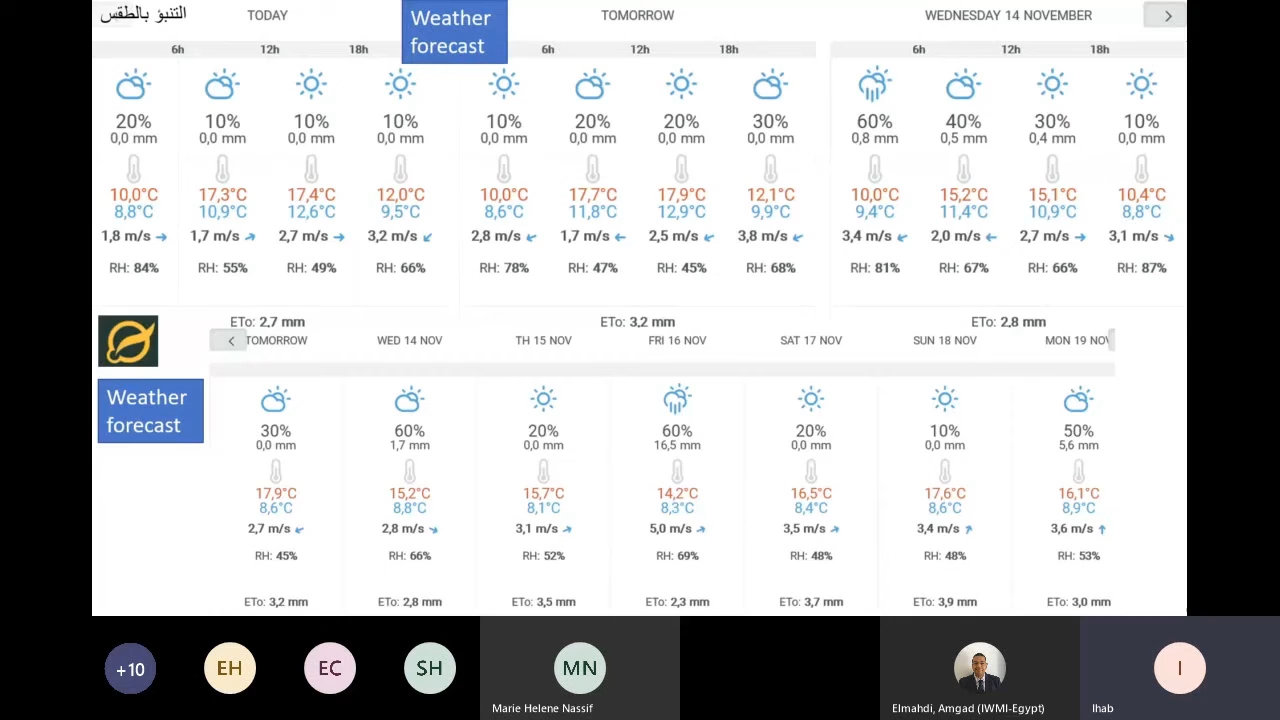 التنبؤ بالطقس
TODAY
Weather
forecast
TOMORROW
WEDNESDAY 14 NOVEMBER
6h 12h 18h 6h 12h 18h 6h 12h 18h
20% 10% 10% 10% 10% 20% 20% 30% 60% 40% 30% 10%
0,0 mm 0,0 mm 0,0 mm 0,0 mm 0,0 mm 0,0 mm 0,0 mm 0,0 mm 0,8 mm 0,5 mm 0,4 mm 0,0 mm
10,0°C 17,3°C 17,4°C 12,0°C 10,0°C 17,7°C 17,9°C 12,1°C 10,0°C 15,2°C 15,1°C 10,4°C
8,8°C 10,9°C 12,6°C 9,5°C 8,6°C 11,8°C 12,9°C 9,9°C 9,4°C 11,4°C 10,9°C 8,8°C
1,8 m/s 1,7 m/s 2,7 m/s 3,2 m/s 2,8 m/s 1,7 m/s 2,5 m/s 3,8 m/s 3,4 m/s 2,0 m/s 2,7 m/s 3,1 m/s
RH: 84% RH: 55% RH: 49% RH: 66% RH: 78% RH: 47% RH: 45% RH: 68% RH: 81% RH: 67% RH: 66% RH: 87%
ETo: 2,7 mm ETo: 3,2 mm ETo: 2,8 mm
TOMORROW WED 14 NOV TH 15 NOV FRI 16 NOV SAT 17 NOV SUN 18 NOV MON 19 NOV
Weather
forecast
30% 60% 20% 60% 20% 10% 50%
0,0 mm 1,7 mm 0,0 mm 16,5 mm 0,0 mm 0,0 mm 5,6 mm
17,9°C 15,2°C 15,7°C 14,2°C 16,5°C 17,6°C 16,1°C
8,6°C 8,8°C 8,1°C 8,3°C 8,4°C 8,6°C 8,9°C
2,7 m/s 2,8 m/s 3,1 m/s 5,0 m/s 3,5 m/s 3,4 m/s 3,6 m/s
RH: 45% RH: 66% RH: 52% RH: 69% RH: 48% RH: 48% RH: 53%
ETo: 3,2 mm ETo: 2,8 mm ETo: 3,5 mm ETo: 2,3 mm ETo: 3,7 mm ETo: 3,9 mm ETo: 3,0 mm
+10 EH EC SH MN I
Marie Helene Nassif Elmahdi, Amgad (IWMI-Egypt) Ihab